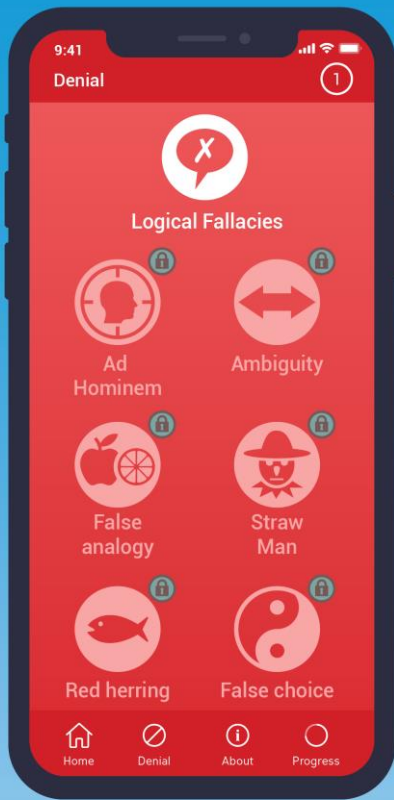 9:41
Denial
1
Logical Fallacies
Ad
Hominem
Ambiguity
False
analogy
Straw
Man
Red herring
False choice
Home
Denial
About
Progress